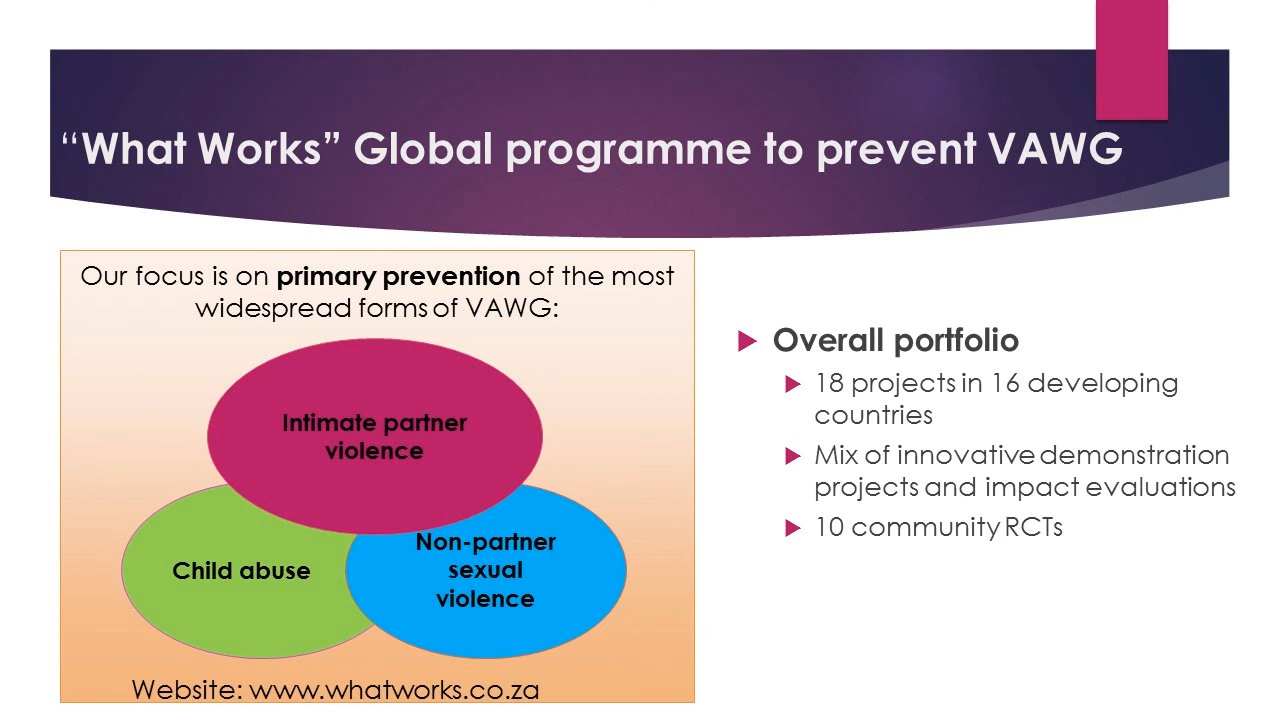 “What Works” Global programme to prevent VAWG
Our focus is on primary prevention of the most
widespread forms of VAWG:
Intimate partner
violence
Child abuse
Non-partner
sexual
violence
Website: www.whatworks.co.za
Overall portfolio
18 projects in 16 developing
countries
Mix of innovative demonstration
projects and impact evaluations
10 community RCTs